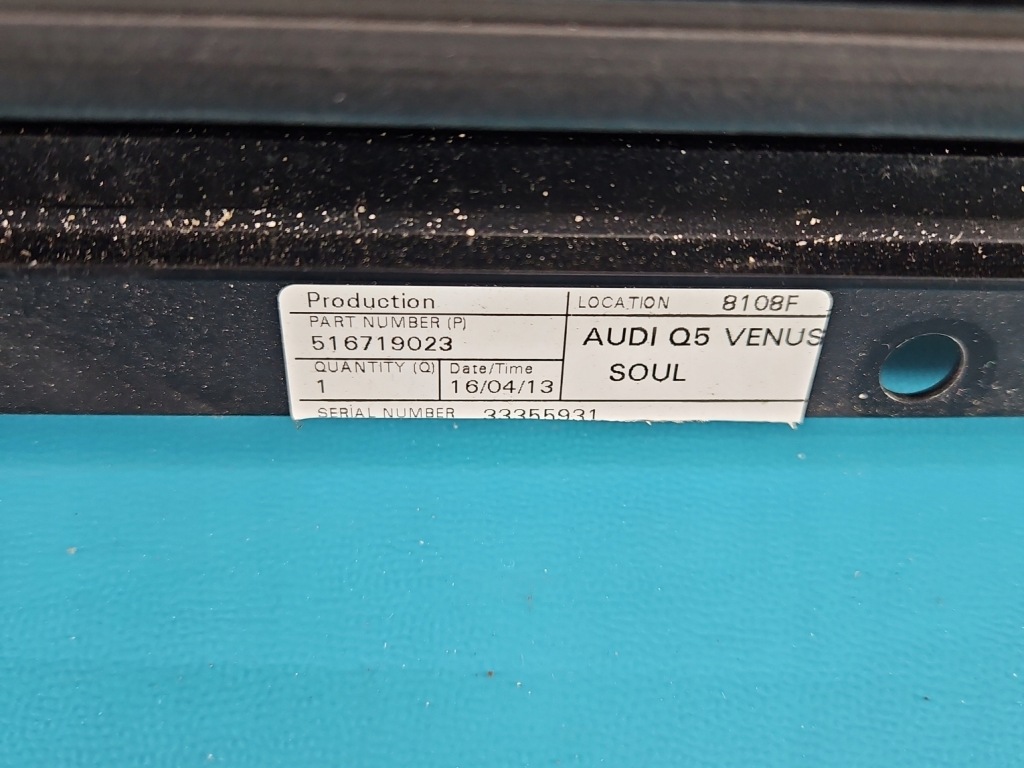 Production LOCATION 8108F
PART NUMBER (P)
516719023
AUDI Q5 VENUS
SOUL
QUANTITY (Q) Date/Time
1 16/04/13
SERIAL NUMBER 33355931